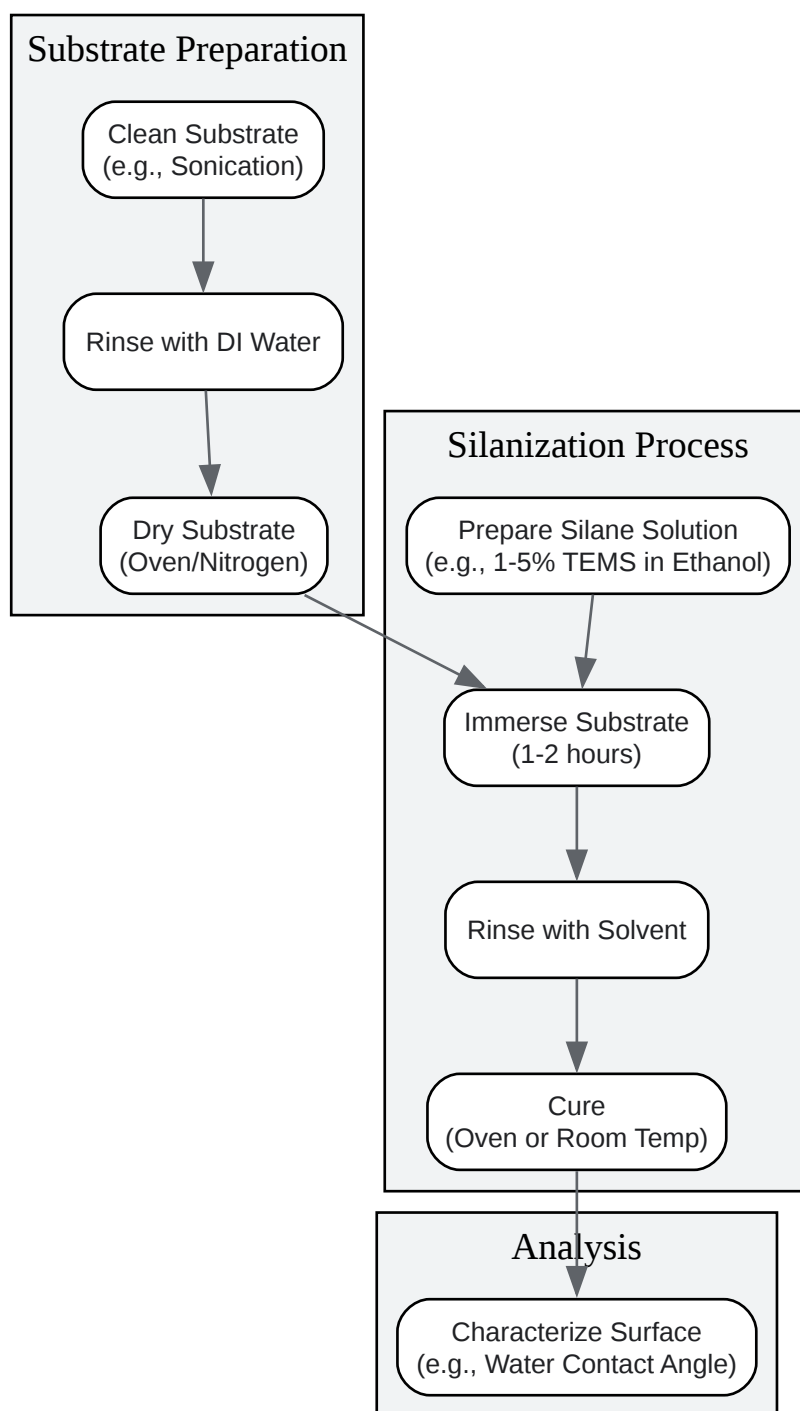 Substrate Preparation
Clean Substrate
(e.g., Sonication)
Rinse with DI Water
Dry Substrate
(Oven/Nitrogen)
Silanization Process
Prepare Silane Solution
(e.g., 1-5% TEMS in Ethanol)
Immerse Substrate
(1-2 hours)
Rinse with Solvent
Cure
(Oven or Room Temp)
Analysis
Characterize Surface
(e.g., Water Contact Angle)